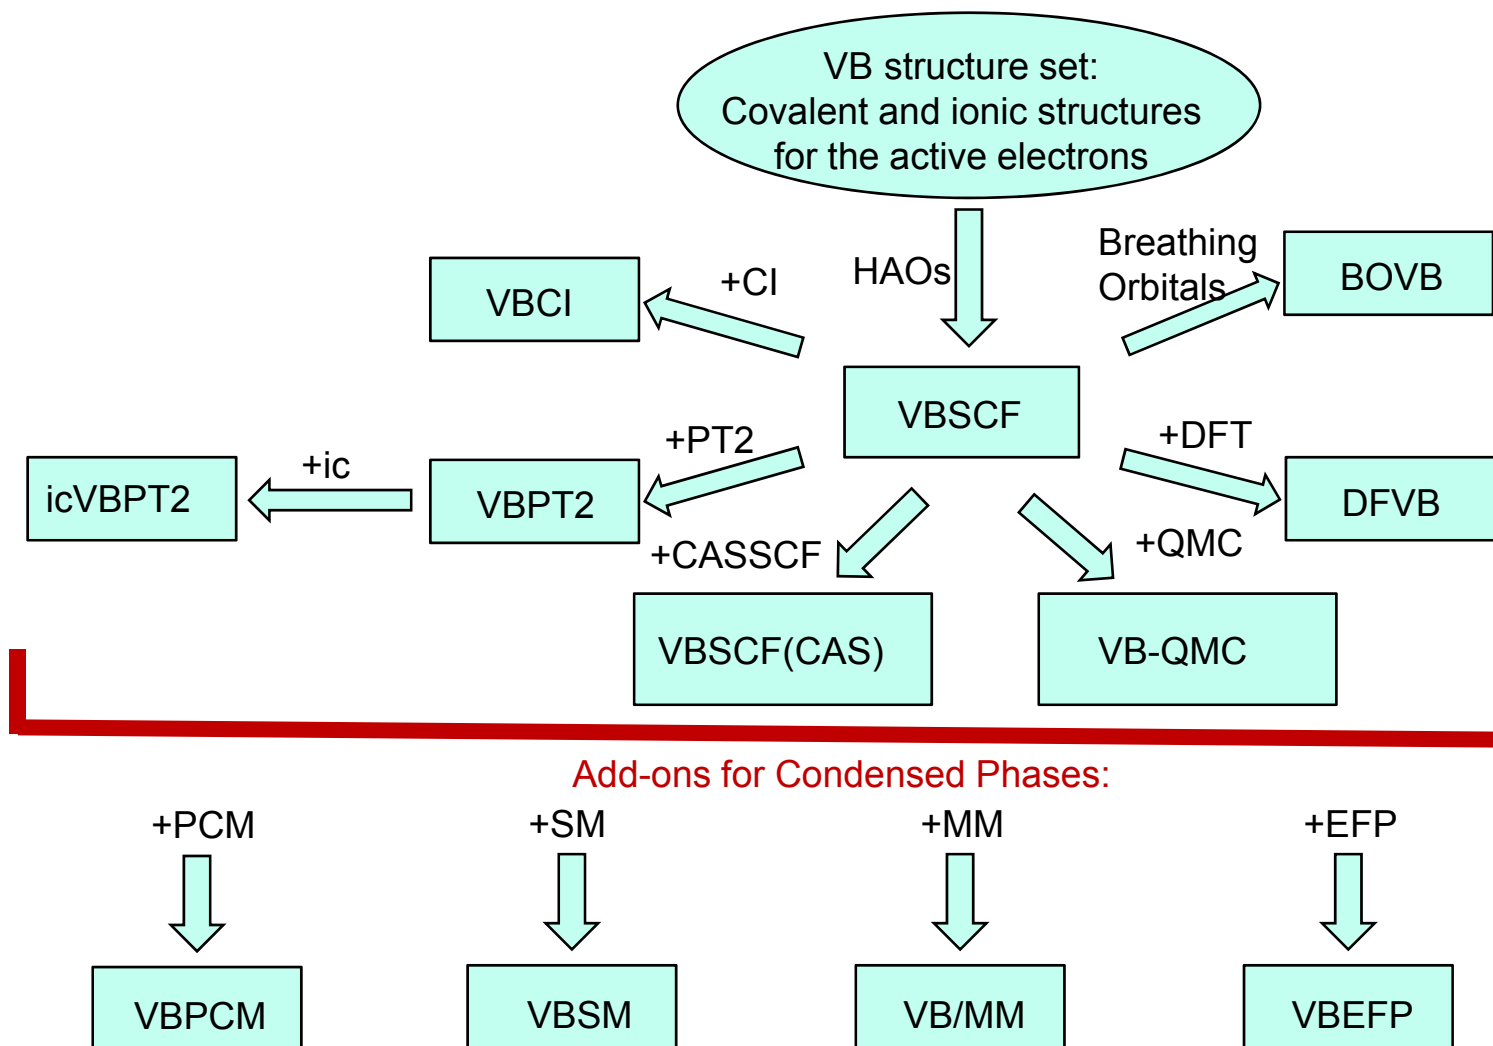 VB structure set:
Covalent and ionic structures
for the active electrons
HAOs
Breathing
Orbitals
BOVB
+CI
VBCI
VBSCF
+PT2
+DFT
+ic
icVBPT2
VBPT2
DFVB
+CASSCF
+QMC
VBSCF(CAS)
VB-QMC
Add-ons for Condensed Phases:
+PCM
+SM
+MM
+EFP
VBPCM
VBSM
VB/MM
VBEFP